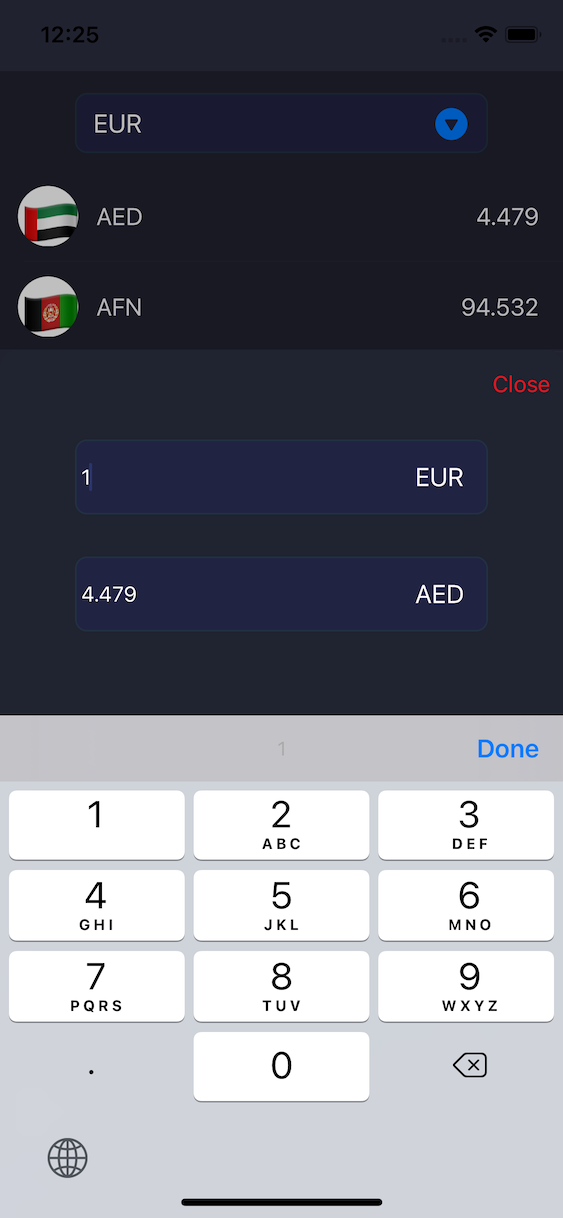 12:25
EUR
AED 4.479
AFN 94.532
Close
1 EUR
4.479 AED
1 Done
1 2 3
ABC DEF
4 5 6
GHI JKL MNO
7 8 9
PQRS TUV WXYZ
. 0